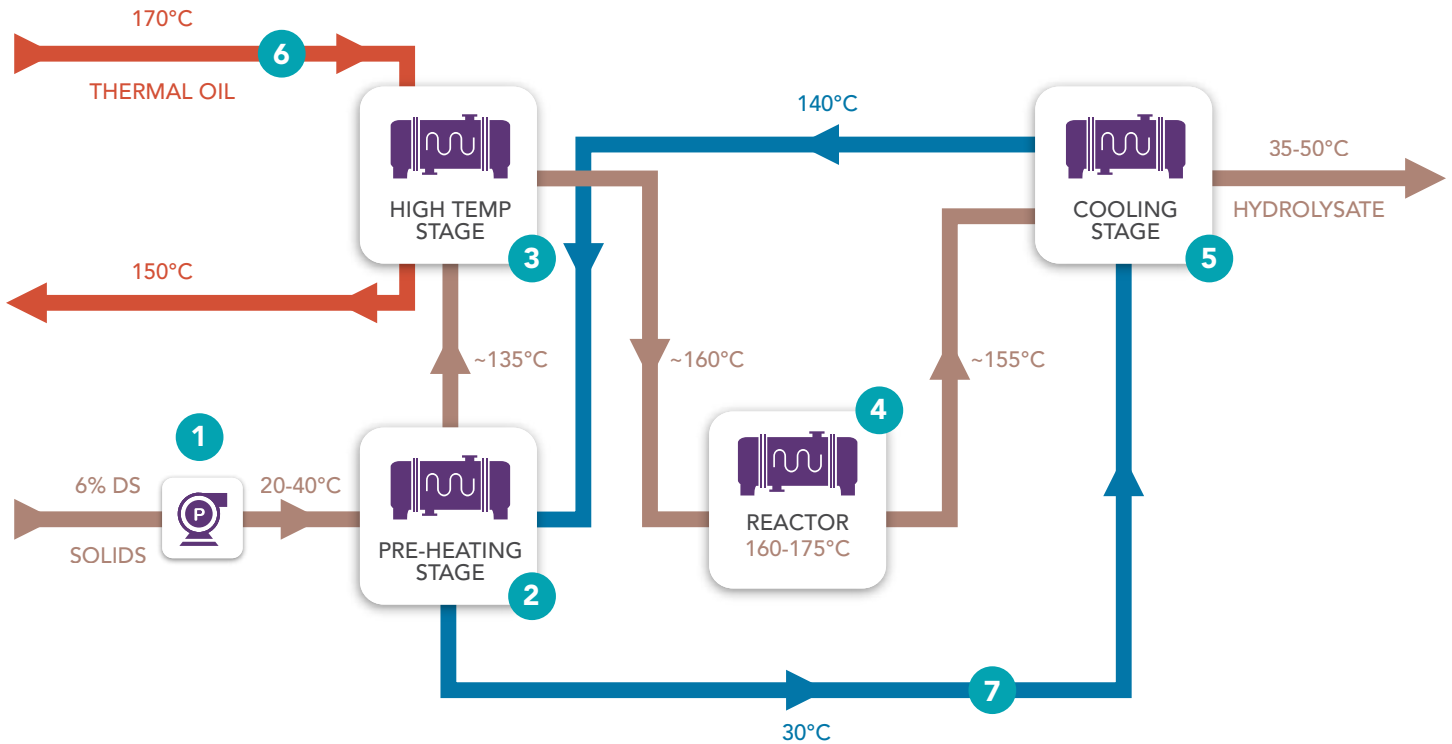 170°C
6
THERMAL OIL
HIGH TEMP
STAGE
3
150°C
140°C
COOLING
STAGE
5
35-50°C
HYDROLYSATE
~135°C
~160°C
~155°C
1
6% DS
SOLIDS
P
20-40°C
PRE-HEATING
STAGE
2
4
REACTOR
160-175°C
7
30°C